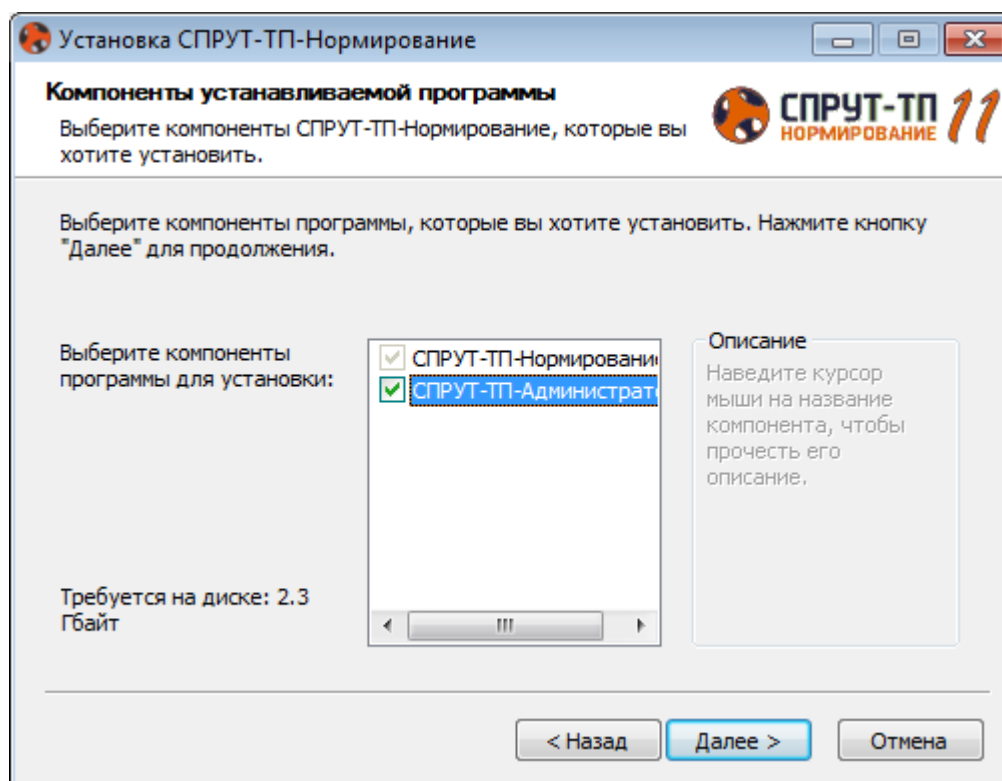 Установка СПРУТ-ТП-Нормирование
Компоненты устанавливаемой программы
Выберите компоненты СПРУТ-ТП-Нормирование, которые вы
хотите установить.
СПРУТ-ТП 11
НОРМИРОВАНИЕ
Выберите компоненты программы, которые вы хотите установить. Нажмите кнопку
"Далее" для продолжения.
Выберите компоненты
программы для установки:
СПРУТ-ТП-Нормировани
СПРУТ-ТП-Администрат
Описание
Наведите курсор
мыши на название
компонента, чтобы
прочесть его
описание.
Требуется на диске: 2.3
Гбайт
< Назад
Далее >
Отмена